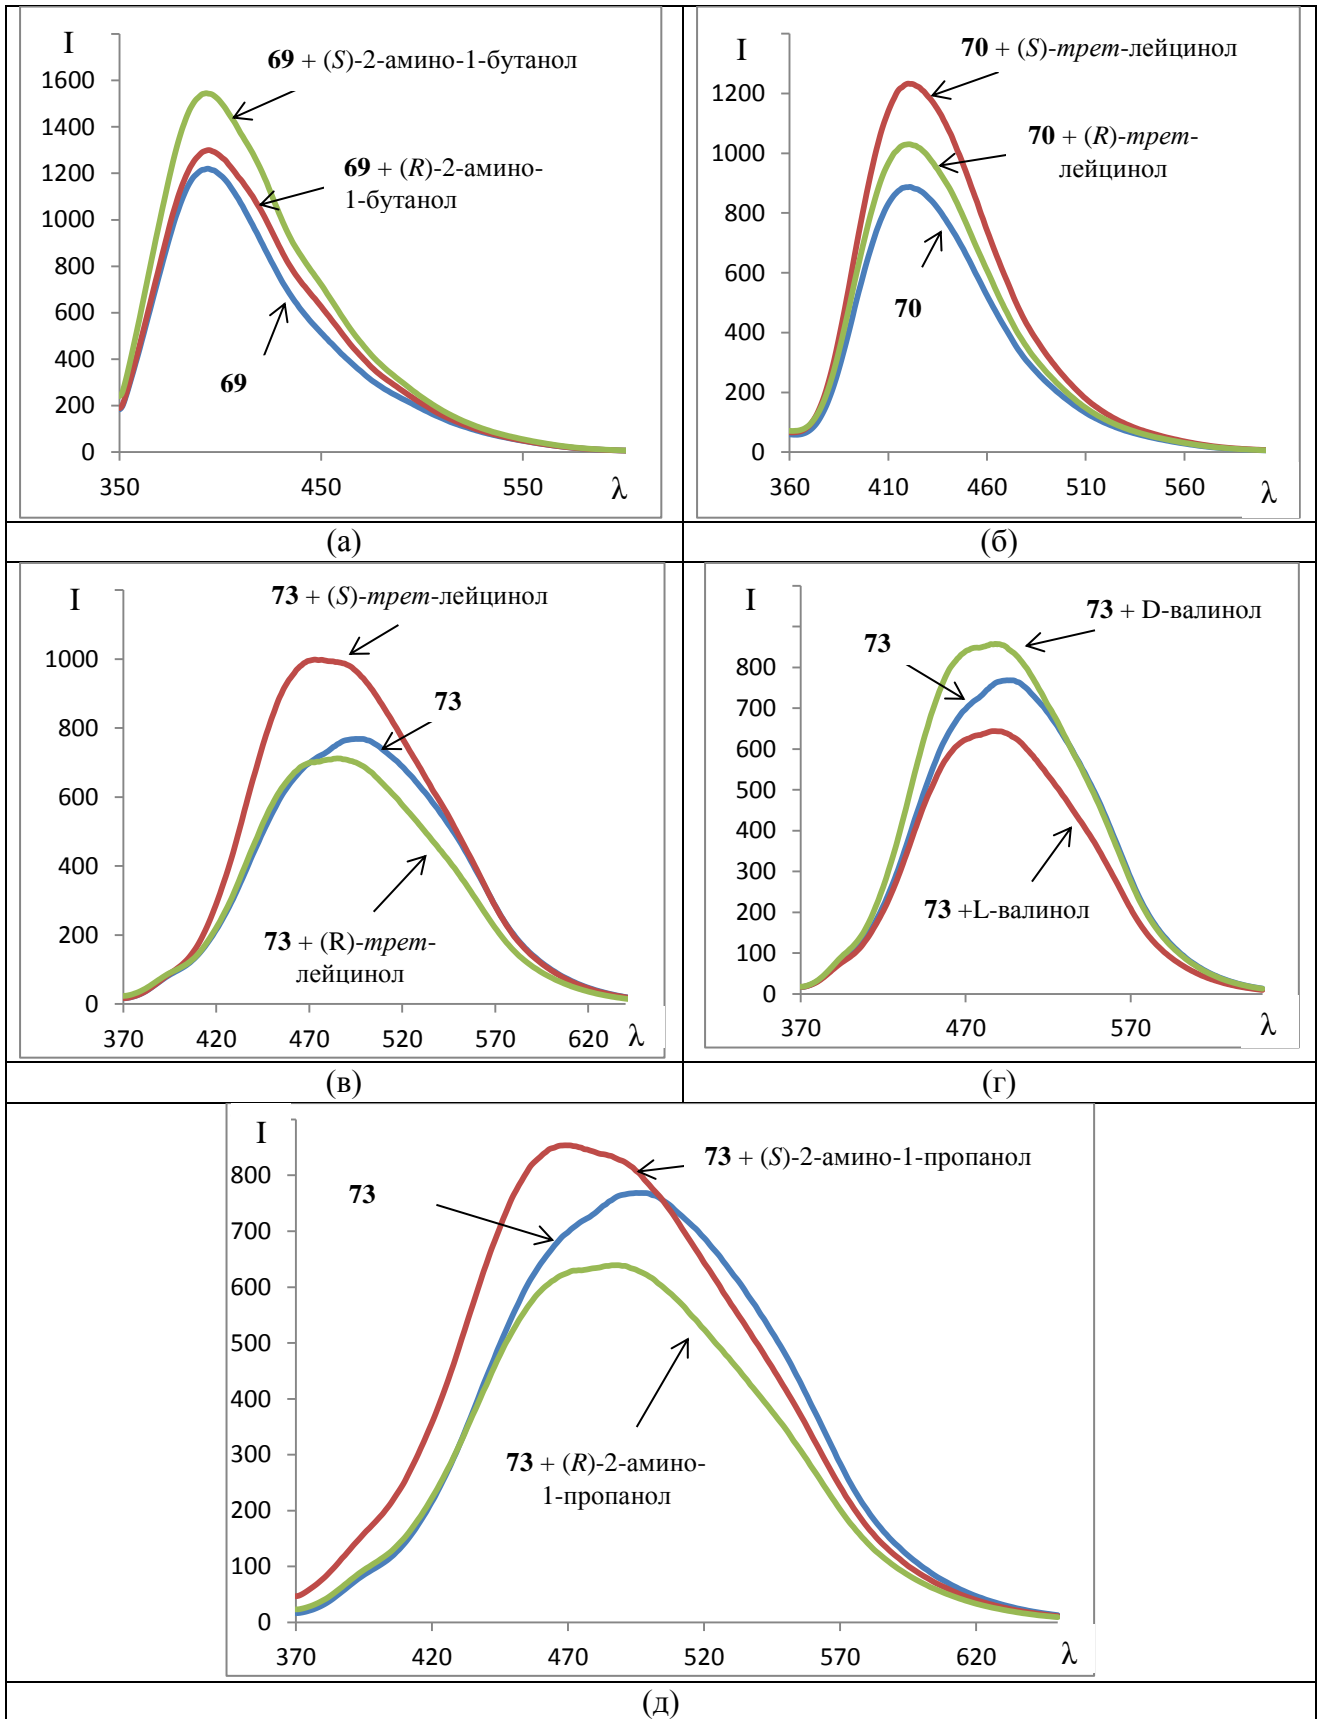 I
69 + (S)-2-амино-1-бутанол
1600
1400
1200
1000
800
600
400
200
0
69 + (R)-2-амино-
1-бутанол
69
350
450
550
λ
(а)
I
70 + (S)-трет-лейцинол
1200
1000
800
600
400
200
0
70 + (R)-трет-
лейцинол
70
360
410
460
510
560
λ
(б)
I
73 + (S)-трет-лейцинол
1000
800
600
400
200
0
73
73 + (R)-трет-
лейцинол
370
420
470
520
570
620
λ
(в)
I
73 + D-валинол
73
800
700
600
500
400
300
200
100
0
73 +L-валинол
370
470
570
λ
(г)
I
73 + (S)-2-амино-1-пропанол
73
800
700
600
500
400
300
200
100
0
73 + (R)-2-амино-
1-пропанол
370
420
470
520
570
620
λ
(д)